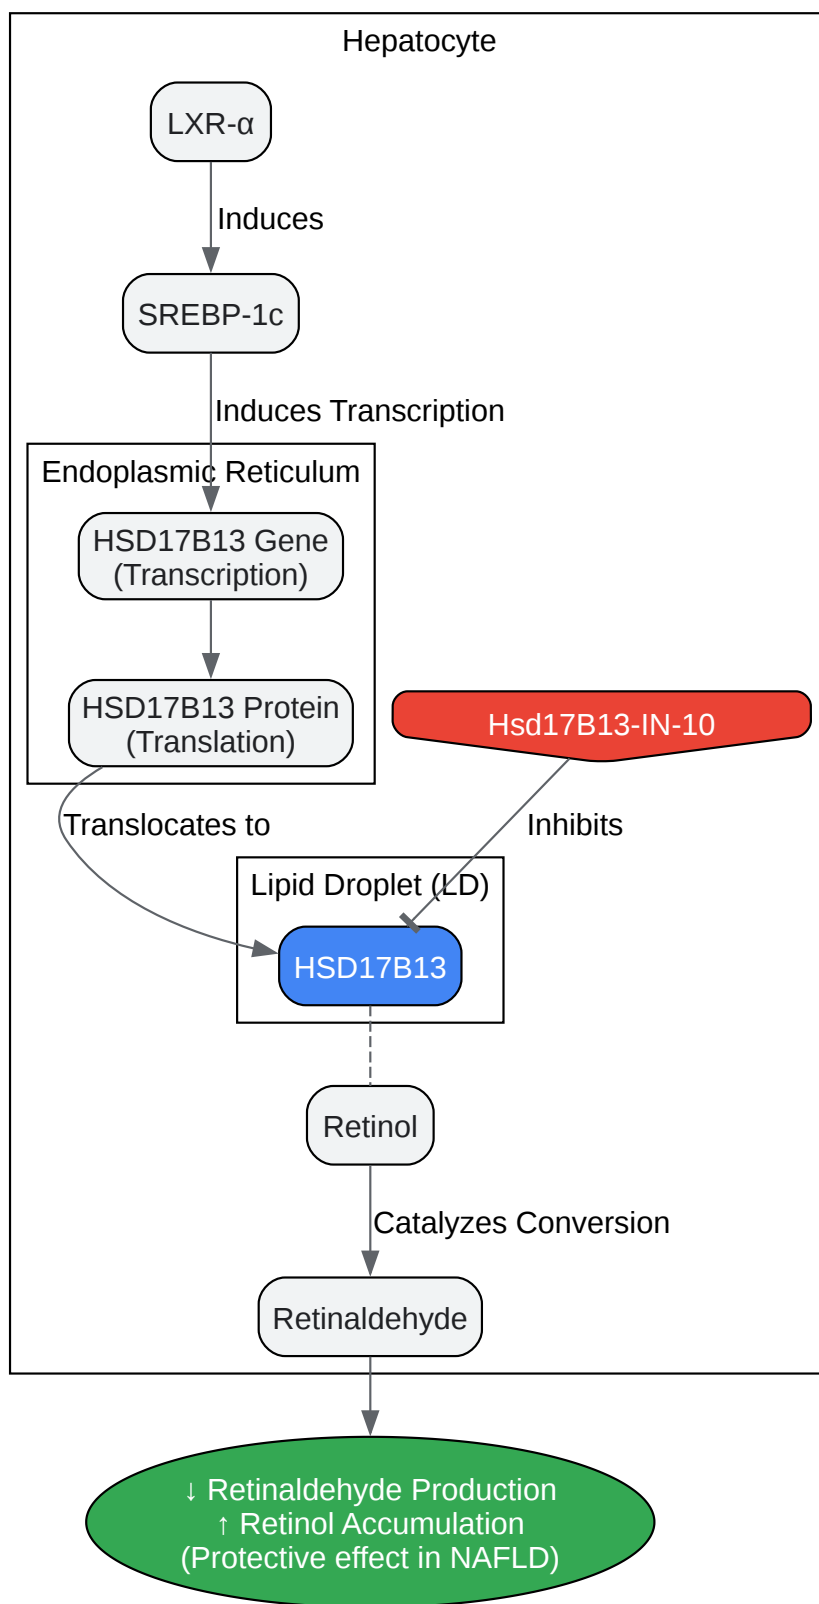 Hepatocyte
LXR-α
Induces
SREBP-1c
Induces Transcription
Endoplasmic Reticulum
HSD17B13 Gene
(Transcription)
HSD17B13 Protein
(Translation)
Hsd17B13-IN-10
Translocates to
Inhibits
Lipid Droplet (LD)
HSD17B13
Retinol
Catalyzes Conversion
Retinaldehyde
↓ Retinaldehyde Production
↑ Retinol Accumulation
(Protective effect in NAFLD)